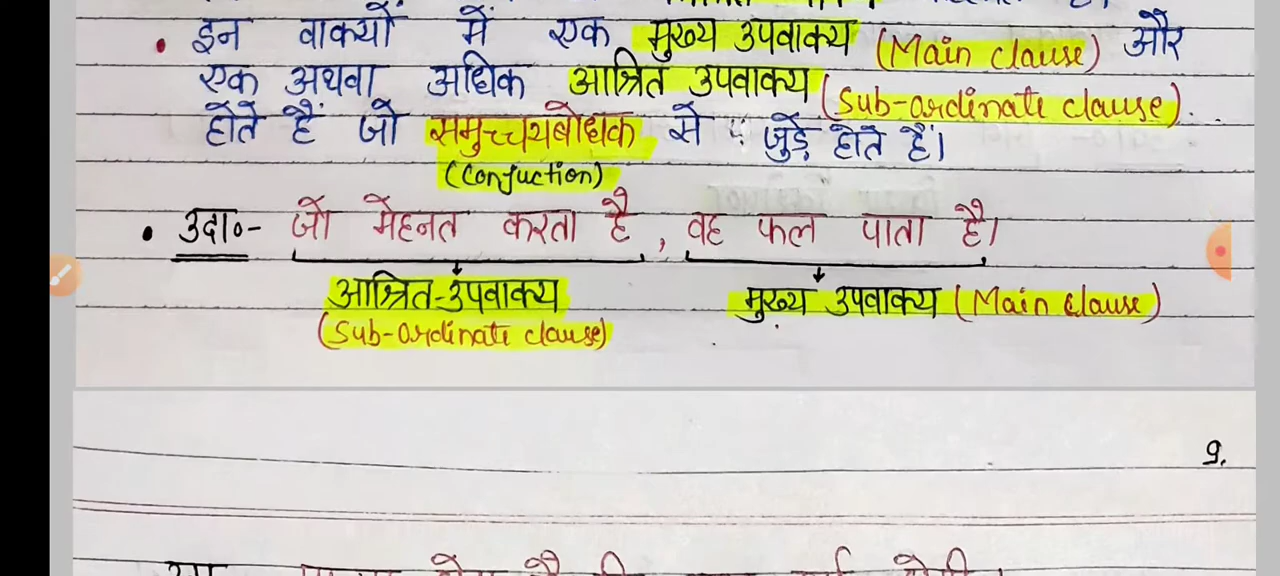 • इन वाक्यों में एक मुख्य उपवाक्य (Main clause) और
एक अथवा अधिक आश्रित उपवाक्य (Sub-ordinate clause).
होते हैं जो समुच्चयबोधक से जुड़े होते हैं।
(Conjuction)
• उदा०- जो मेहनत करता है, वह फल पाता है।
आश्रित-उपवाक्य मुख्य उपवाक्य (Main clause)
(Sub-ordinate clause)
9.